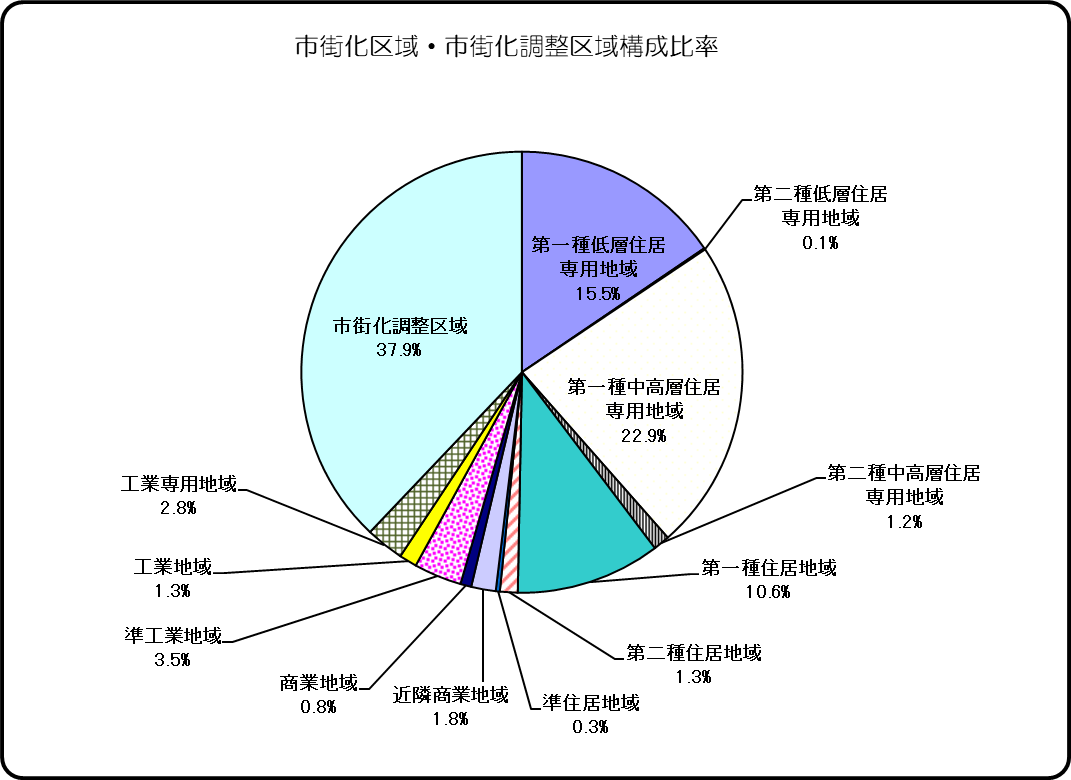 市街化区域・市街化調整区域構成比率
第二種低層住居
専用地域
0.1%
第一種低層住居
専用地域
15.5%
市街化調整区域
37.9%
第一種中高層住居
専用地域
22.9%
第二種中高層住居
専用地域
1.2%
工業専用地域
2.8%
工業地域
1.3%
第一種住居地域
10.6%
準工業地域
3.5%
第二種住居地域
1.3%
商業地域
0.8%
近隣商業地域
1.8%
準住居地域
0.3%